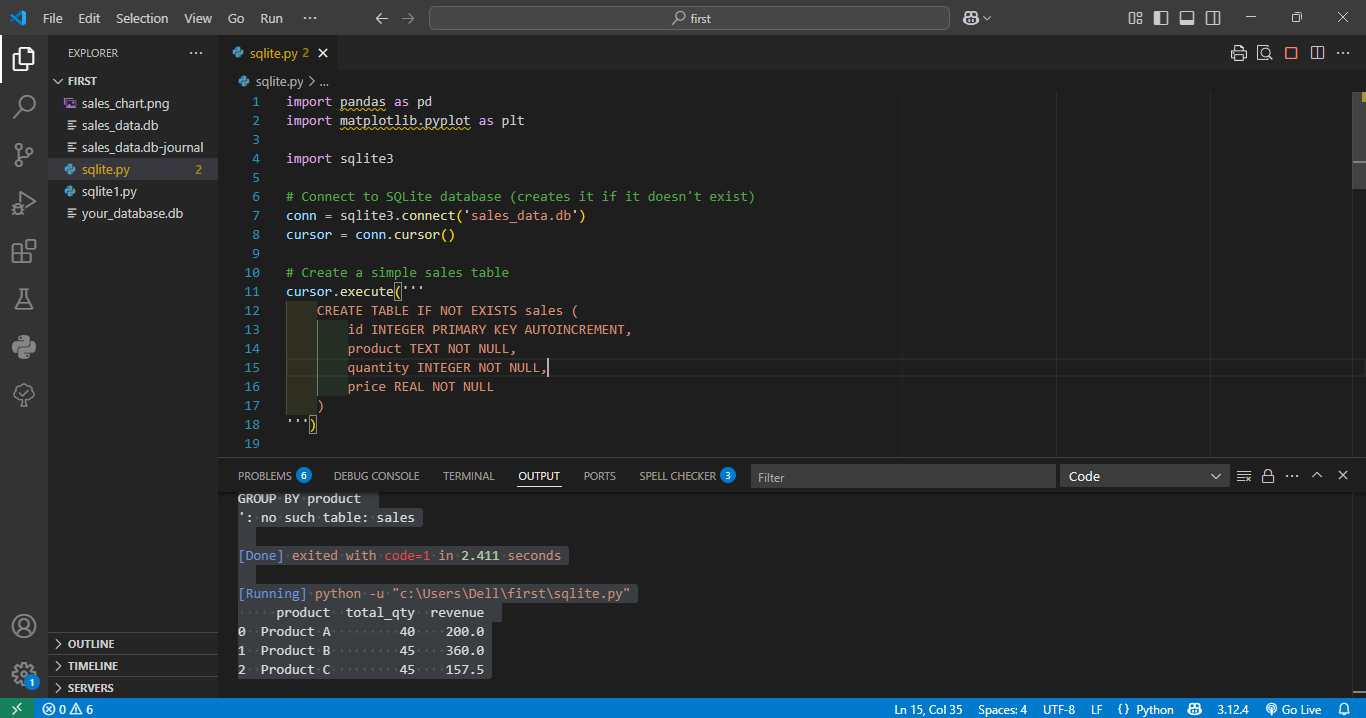 File Edit Selection View Go Run ···
first
EXPLORER ···
FIRST
sales_chart.png
sales_data.db
sales_data.db-journal
sqlite.py 2
sqlite1.py
your_database.db
OUTLINE
TIMELINE
SERVERS
1
sqlite.py 2
sqlite.py > ...
1 import pandas as pd
2 import matplotlib.pyplot as plt
3
4 import sqlite3
5
6 # Connect to SQLite database (creates it if it doesn't exist)
7 conn = sqlite3.connect('sales_data.db')
8 cursor = conn.cursor()
9
10 # Create a simple sales table
11 cursor.execute('''
12 CREATE TABLE IF NOT EXISTS sales (
13 id INTEGER PRIMARY KEY AUTOINCREMENT,
14 product TEXT NOT NULL,
15 quantity INTEGER NOT NULL,
16 price REAL NOT NULL
17 )
18 ''')
19
PROBLEMS 6 DEBUG CONSOLE TERMINAL OUTPUT PORTS SPELL CHECKER 3 Filter Code
GROUP BY product
': no such table: sales
[Done] exited with code=1 in 2.411 seconds
[Running] python -u "c:\Users\Dell\first\sqlite.py"
product total_qty revenue
0 Product A 40 200.0
1 Product B 45 360.0
2 Product C 45 157.5
0 6 Ln 15, Col 35 Spaces: 4 UTF-8 LF {} Python 3.12.4 Go Live